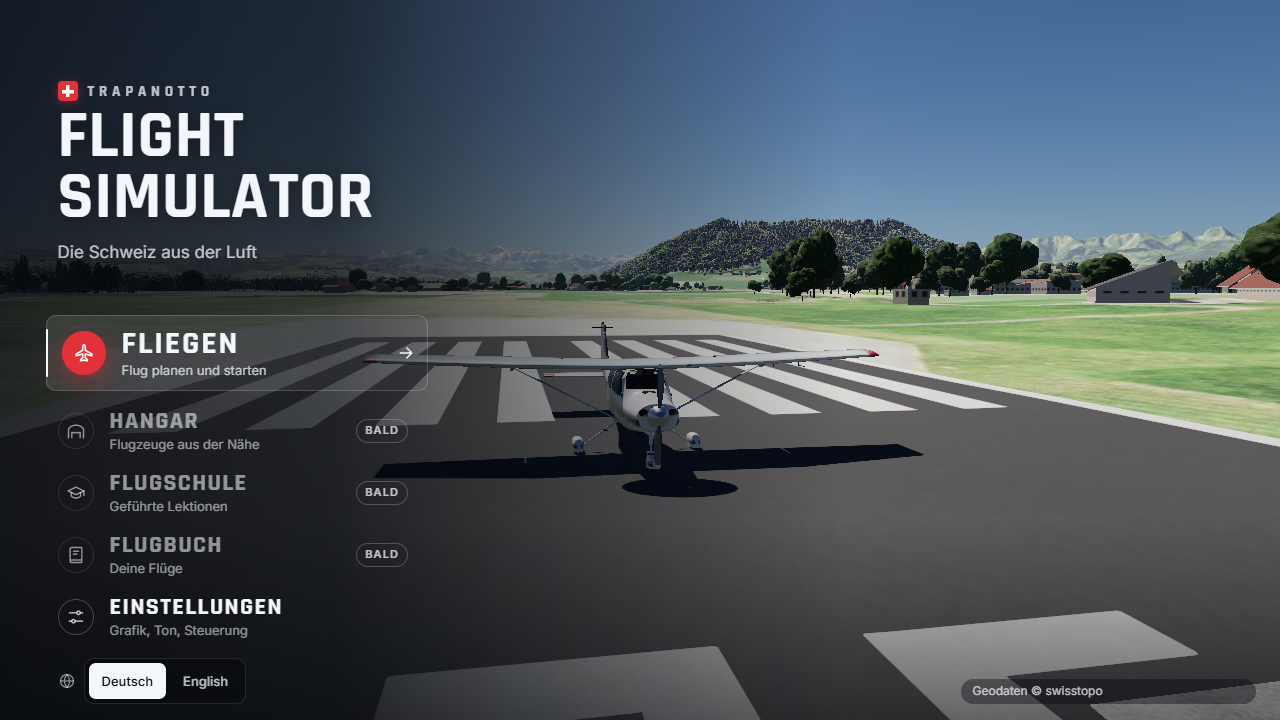 TRAPANOTTO
FLIGHT
SIMULATOR
Die Schweiz aus der Luft
FLIEGEN
Flug planen und starten
HANGAR
Flugzeuge aus der Nähe
BALD
FLUGSCHULE
Geführte Lektionen
BALD
FLUGBUCH
Deine Flüge
BALD
EINSTELLUNGEN
Grafik, Ton, Steuerung
Deutsch English
Geodaten © swisstopo